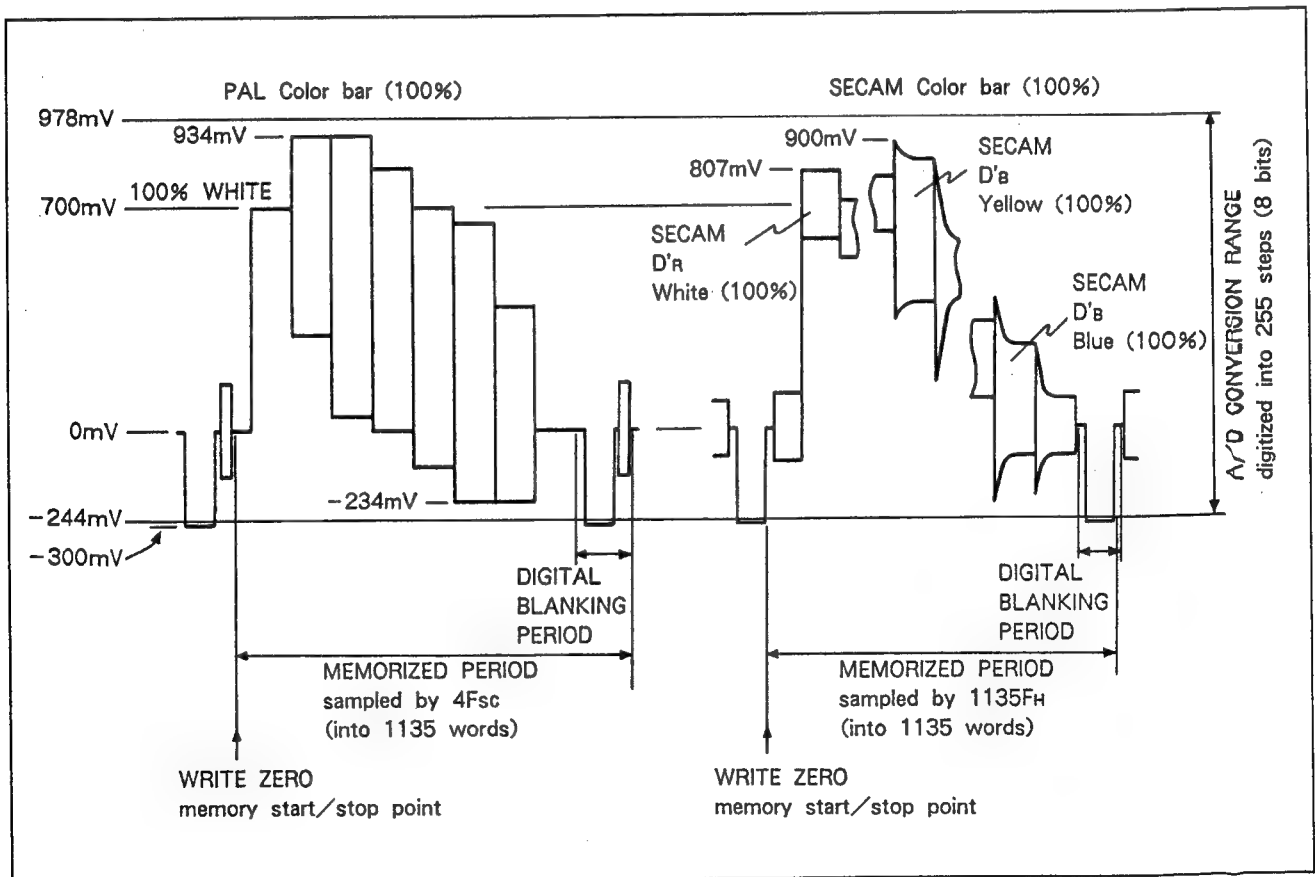 PAL Color bar (100%)
SECAM Color bar (100%)
978mV
934mV
900mV
807mV
100% WHITE
700mV
SECAM
D'B
Yellow (100%)
SECAM
D'R
White (100%)
SECAM
D'B
Blue (100%)
A/D CONVERSION RANGE
digitized into 255 steps (8 bits)
0mV
-234mV
-244mV
-300mV
DIGITAL
BLANKING
PERIOD
DIGITAL
BLANKING
PERIOD
MEMORIZED PERIOD
sampled by 4Fsc
(into 1135 words)
MEMORIZED PERIOD
sampled by 1135FH
(into 1135 words)
WRITE ZERO
memory start/stop point
WRITE ZERO
memory start/stop point